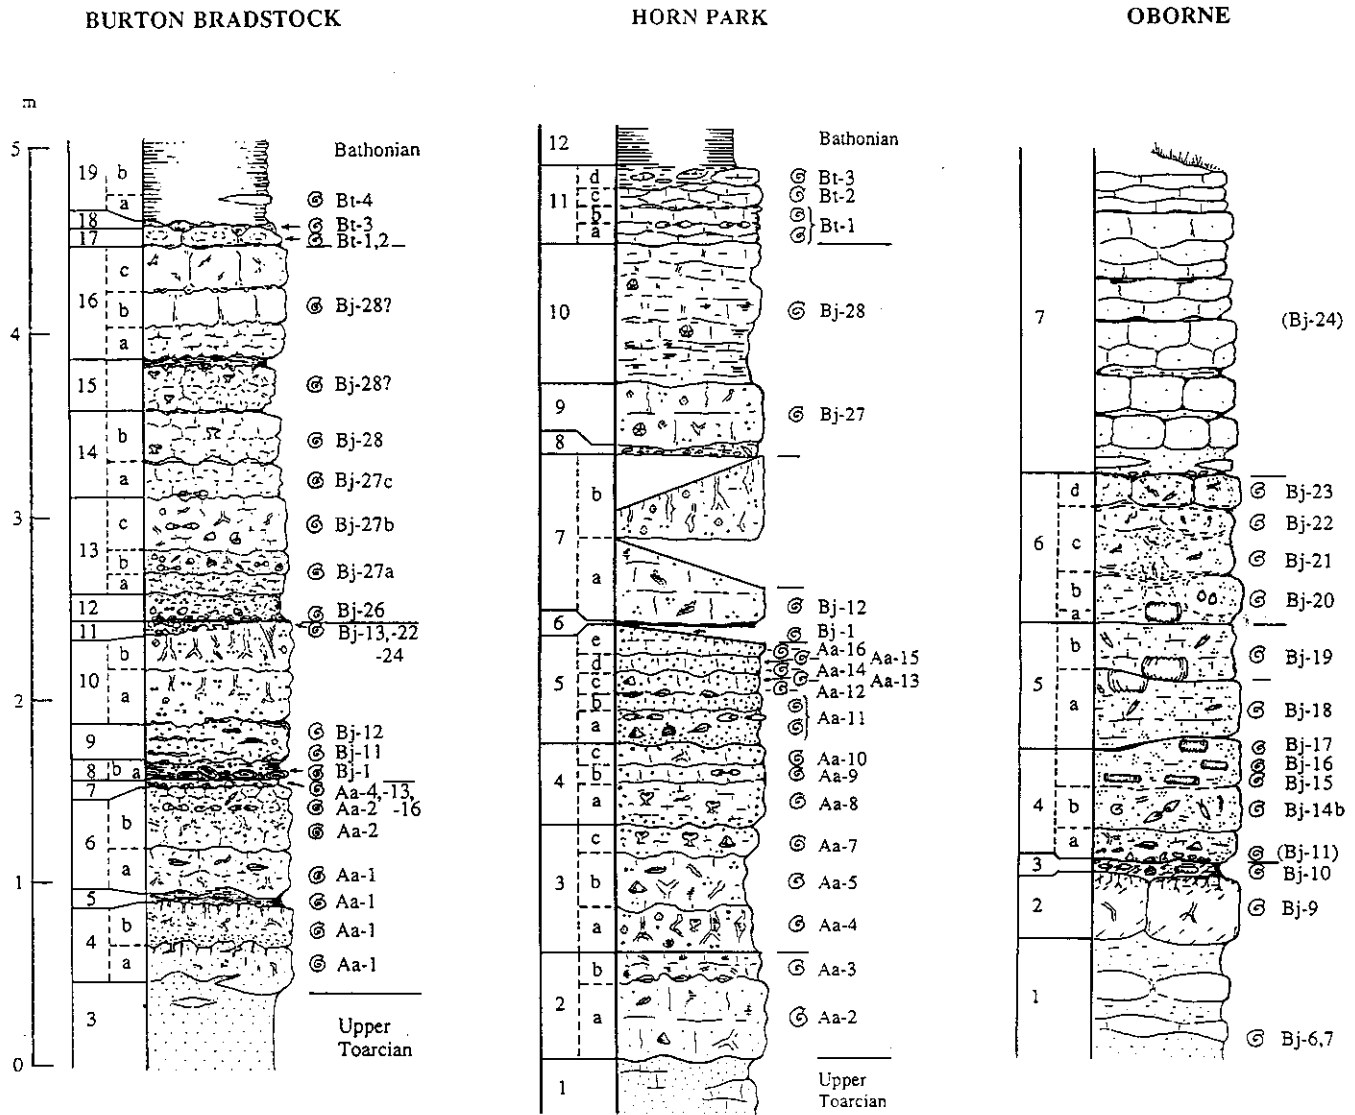 BURTON BRADSTOCK
HORN PARK
OBORNE
m
5
4
3
2
1
0
19
b
a
18
17
16
c
b
a
15
14
b
a
13
c
b
a
12
11
10
b
a
9
8
b
a
7
6
b
a
5
4
b
a
3
Bathonian
Bt-4
Bt-3
Bt-1,2
Bj-28?
Bj-28?
Bj-28
Bj-27c
Bj-27b
Bj-27a
Bj-26
Bj-13,-22
-24
Bj-12
Bj-11
Bj-1
Aa-4,-13,
Aa-2 -16
Aa-2
Aa-1
Aa-1
Aa-1
Aa-1
Upper
Toarcian
12
11
d
c
b
a
10
9
8
7
b
a
6
5
e
d
c
b
a
4
c
b
a
3
c
b
a
2
b
a
1
Bathonian
Bt-3
Bt-2
Bt-1
Bj-28
Bj-27
Bj-12
Bj-1
Aa-16
Aa-15
Aa-14
Aa-13
Aa-12
Aa-11
Aa-10
Aa-9
Aa-8
Aa-7
Aa-5
Aa-4
Aa-3
Aa-2
Upper
Toarcian
7
6
d
c
b
a
5
b
a
4
b
a
3
2
1
(Bj-24)
Bj-23
Bj-22
Bj-21
Bj-20
Bj-19
Bj-18
Bj-17
Bj-16
Bj-15
Bj-14b
(Bj-11)
Bj-10
Bj-9
Bj-6,7